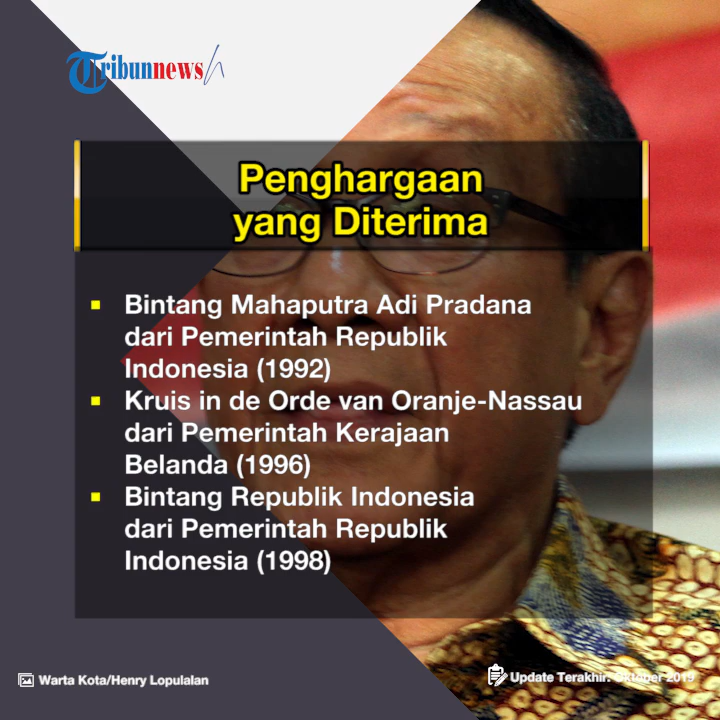 Tribunnews
Penghargaan
yang Diterima
Bintang Mahaputra Adi Pradana
dari Pemerintah Republik
Indonesia (1992)
Kruis in de Orde van Oranje-Nassau
dari Pemerintah Kerajaan
Belanda (1996)
Bintang Republik Indonesia
dari Pemerintah Republik
Indonesia (1998)
Warta Kota/Henry Lopulalan
Update Terakhir: Oktober 2019